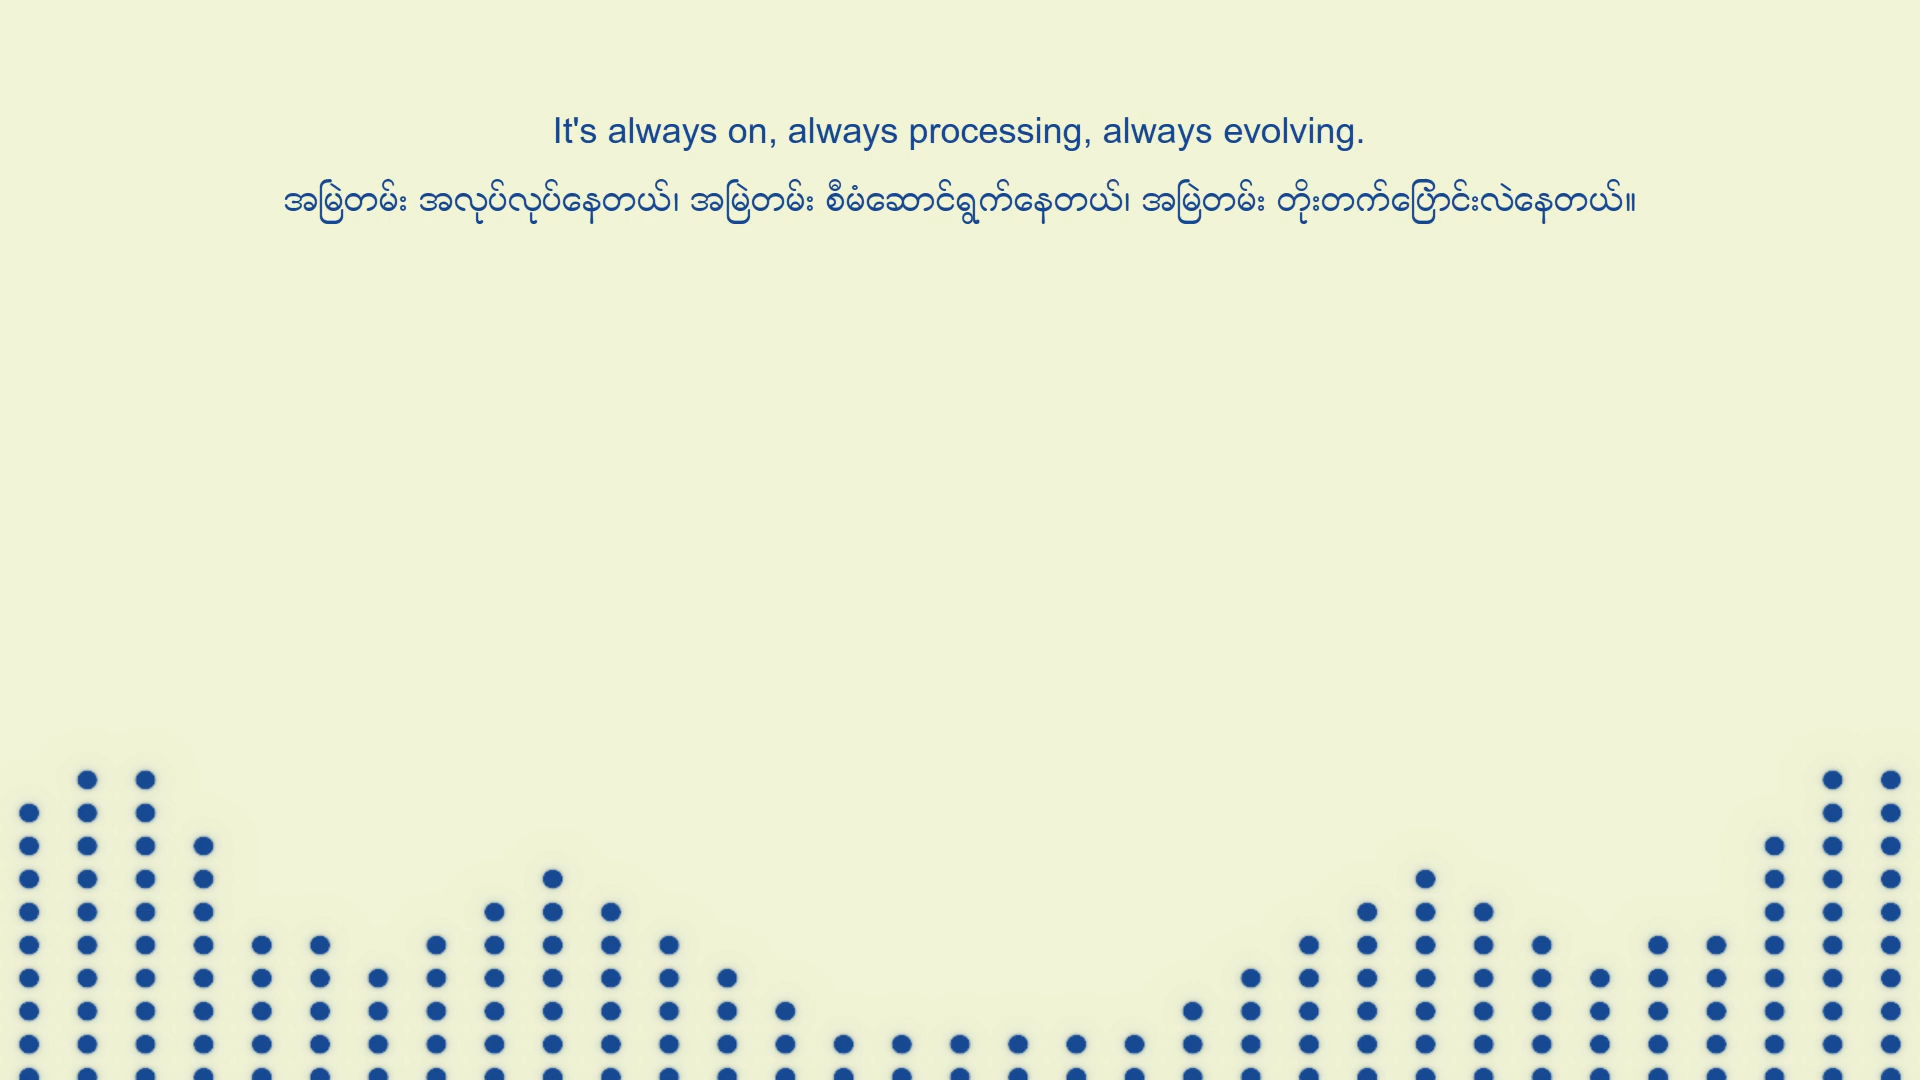 It's always on, always processing, always evolving.
အမြဲတမ်း အလုပ်လုပ်နေတယ်၊ အမြဲတမ်း စီမံဆောင်ရွက်နေတယ်၊ အမြဲတမ်း တိုးတက်ပြောင်းလဲနေတယ်။